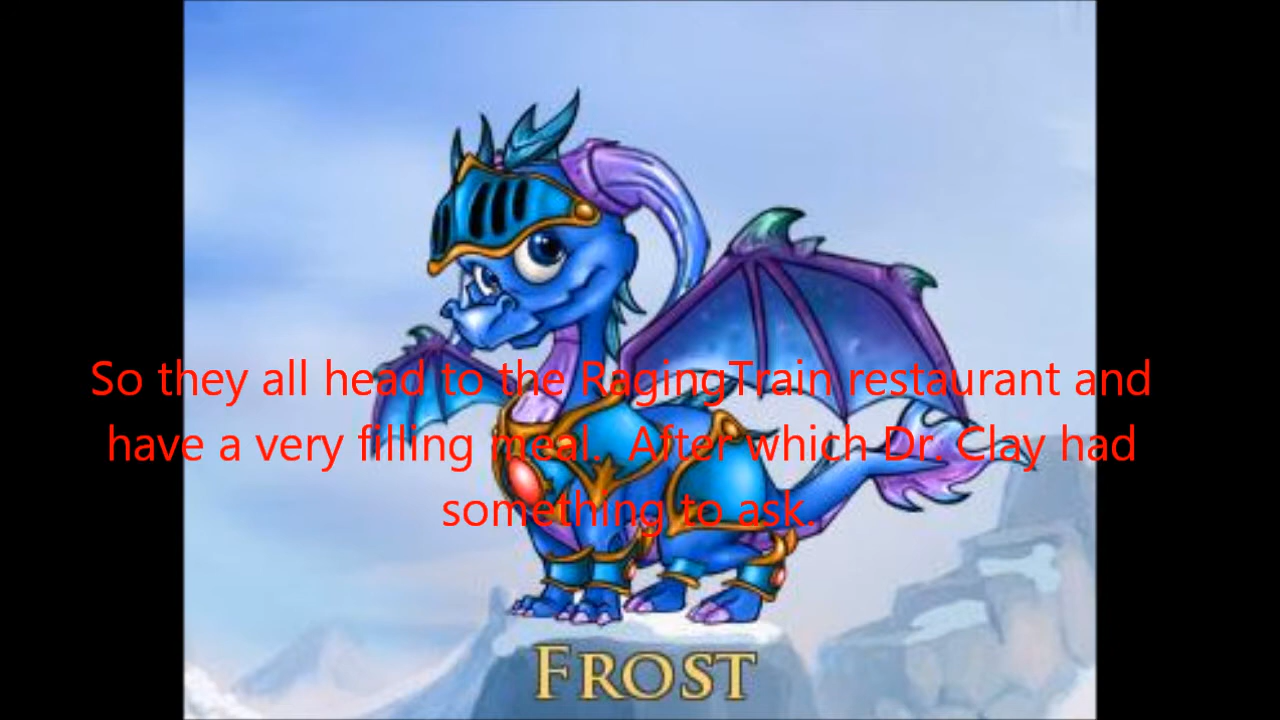 So they all head to the RagingTrain restaurant and
have a very filling meal.  After which Dr. Clay had
something to ask.
FROST